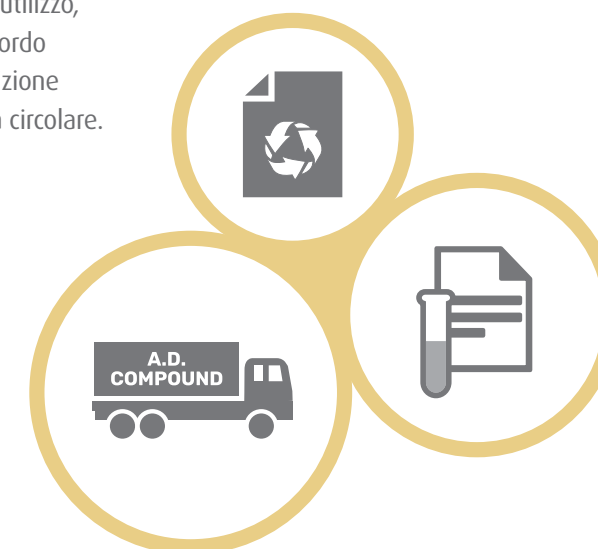 utilizzo,
ordo
zione
circolare.
A.D.
COMPOUND